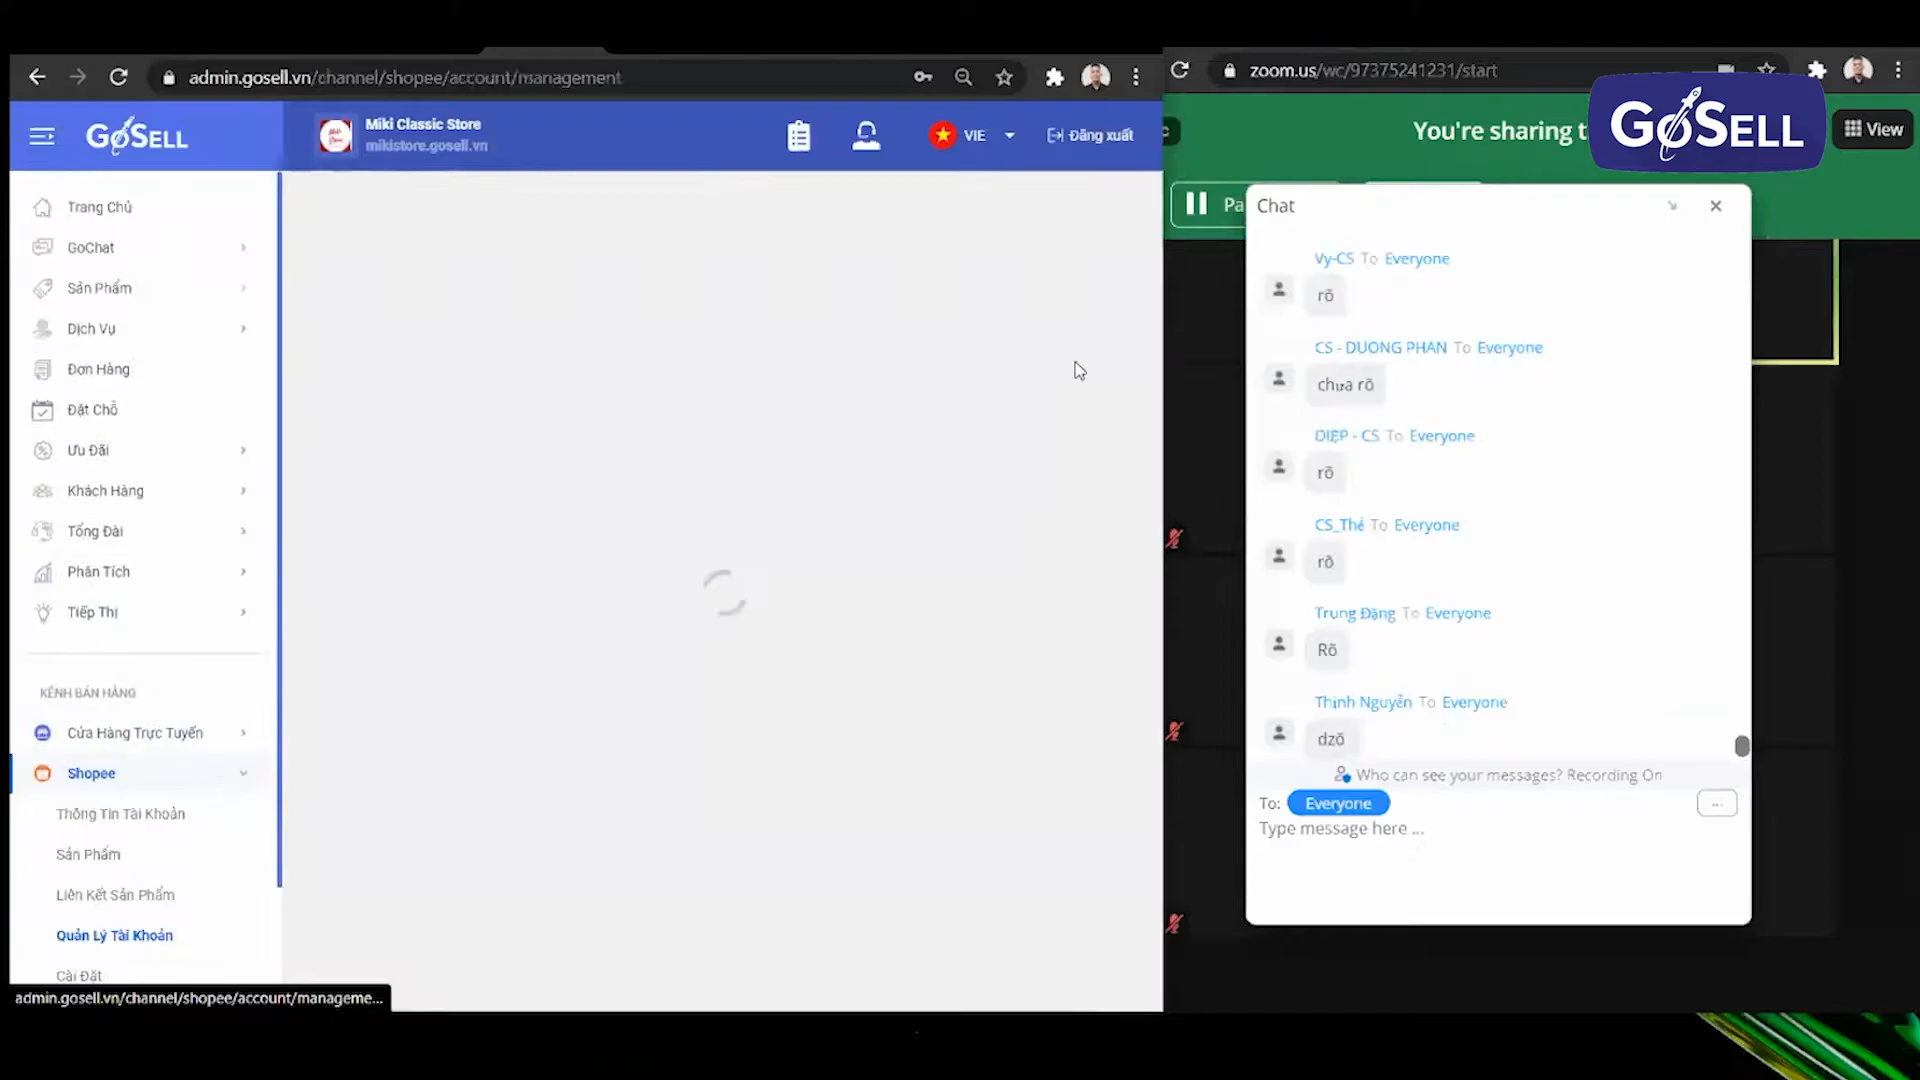 admin.gosell.vn/channel/shopee/account/management
GOSELL
Miki Classic Store
mikistore.gosell.vn
VIE
Đăng xuất
Trang Chủ
GoChat
Sản Phẩm
Dịch Vụ
Đơn Hàng
Đặt Chỗ
Ưu Đãi
Khách Hàng
Tổng Đài
Phân Tích
Tiếp Thị
KÊNH BÁN HÀNG
Cửa Hàng Trực Tuyến
Shopee
Thông Tin Tài Khoản
Sản Phẩm
Liên Kết Sản Phẩm
Quản Lý Tài Khoản
Cài Đặt
admin.gosell.vn/channel/shopee/account/manageme...
zoom.us/wc/97375241231/start
You're sharing
GOSELL
View
Pa
Chat
Vy-CS To Everyone
rõ
CS - DUONG PHAN To Everyone
chưa rõ
DIỆP - CS To Everyone
rõ
CS_Thể To Everyone
rõ
Trung Đặng To Everyone
Rõ
Thịnh Nguyễn To Everyone
dzõ
Who can see your messages? Recording On
To: Everyone
...
Type message here ...